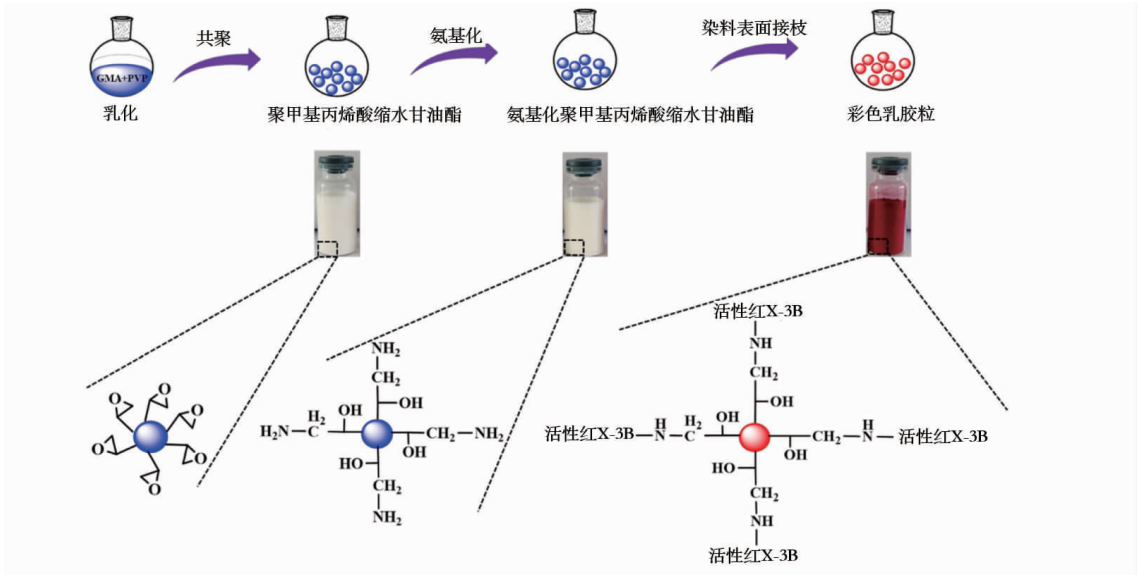 共聚
氨基化
染料表面接枝
GMA+PVP
乳化
聚甲基丙烯酸缩水甘油酯
氨基化聚甲基丙烯酸缩水甘油酯
彩色乳胶粒
O
O
O
O
O
O
NH₂
CH₂
OH
H₂N
H₂
C
OH
CH₂
NH₂
OH
HO
CH₂
NH₂
活性红X-3B
NH
CH₂
OH
活性红X-3B
H
N
H₂
C
OH
CH₂
H
N
活性红X-3B
OH
HO
CH₂
NH
活性红X-3B